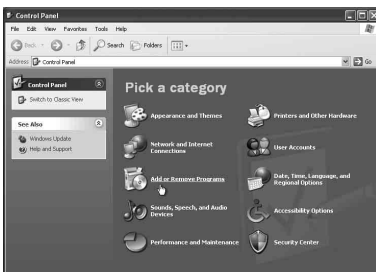 Control Panel
File Edit View Favorites Tools Help
Back Search Folders
Address Control Panel Go
Control Panel
Switch to Classic View
See Also
Windows Update
Help and Support
Pick a category
Appearance and Themes
Printers and Other Hardware
Network and Internet
Connections
User Accounts
Add or Remove Programs
Date, Time, Language, and
Regional Options
Sounds, Speech, and Audio
Devices
Accessibility Options
Performance and Maintenance
Security Center